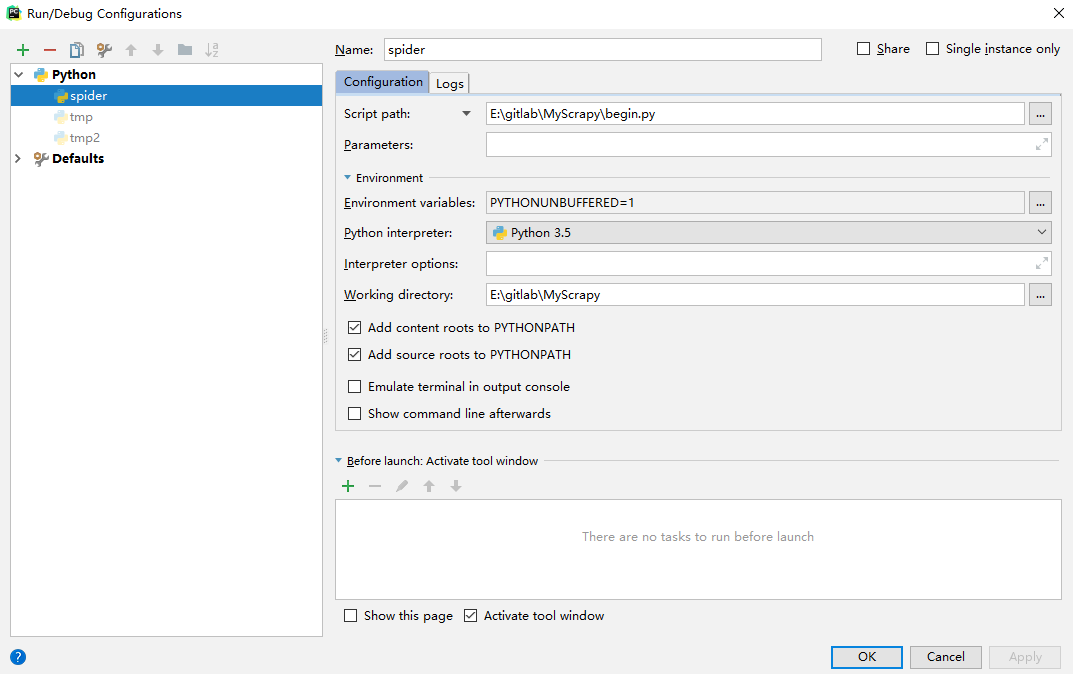 Run/Debug Configurations
Name: spider
Share
Single instance only
Python
spider
tmp
tmp2
Defaults
Configuration
Logs
Script path: E:\gitlab\MyScrapy\begin.py ...
Parameters:
Environment
Environment variables: PYTHONUNBUFFERED=1 ...
Python interpreter: Python 3.5
Interpreter options:
Working directory: E:\gitlab\MyScrapy ...
Add content roots to PYTHONPATH
Add source roots to PYTHONPATH
Emulate terminal in output console
Show command line afterwards
Before launch: Activate tool window
There are no tasks to run before launch
Show this page
Activate tool window
?
OK
Cancel
Apply